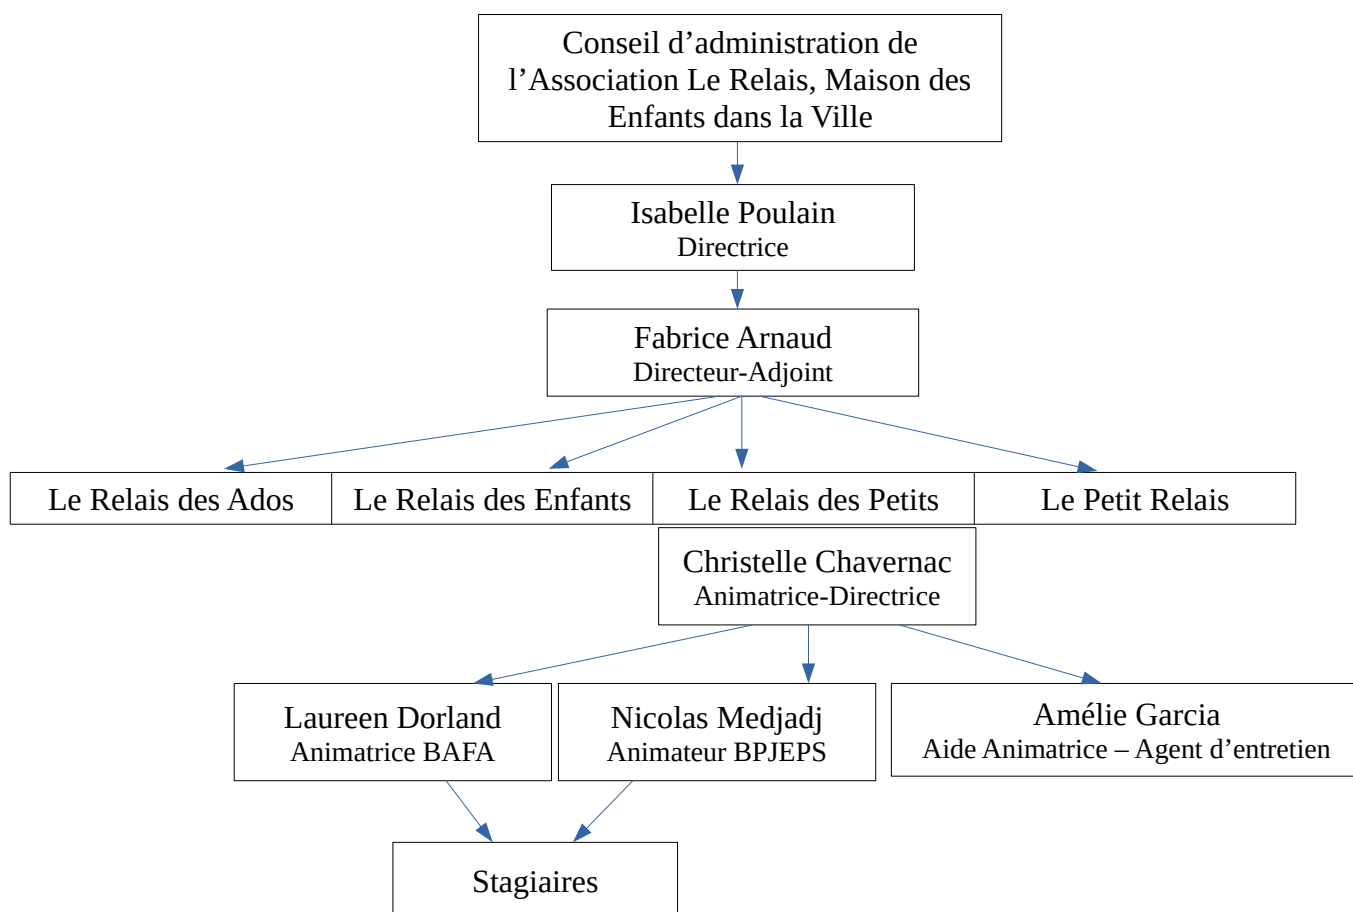 Conseil d’administration de
l’Association Le Relais, Maison des
Enfants dans la Ville
Isabelle Poulain
Directrice
Fabrice Arnaud
Directeur-Adjoint
Le Relais des Ados
Le Relais des Enfants
Le Relais des Petits
Le Petit Relais
Christelle Chavernac
Animatrice-Directrice
Laureen Dorland
Animatrice BAFA
Nicolas Medjadj
Animateur BPJEPS
Amélie Garcia
Aide Animatrice – Agent d’entretien
Stagiaires